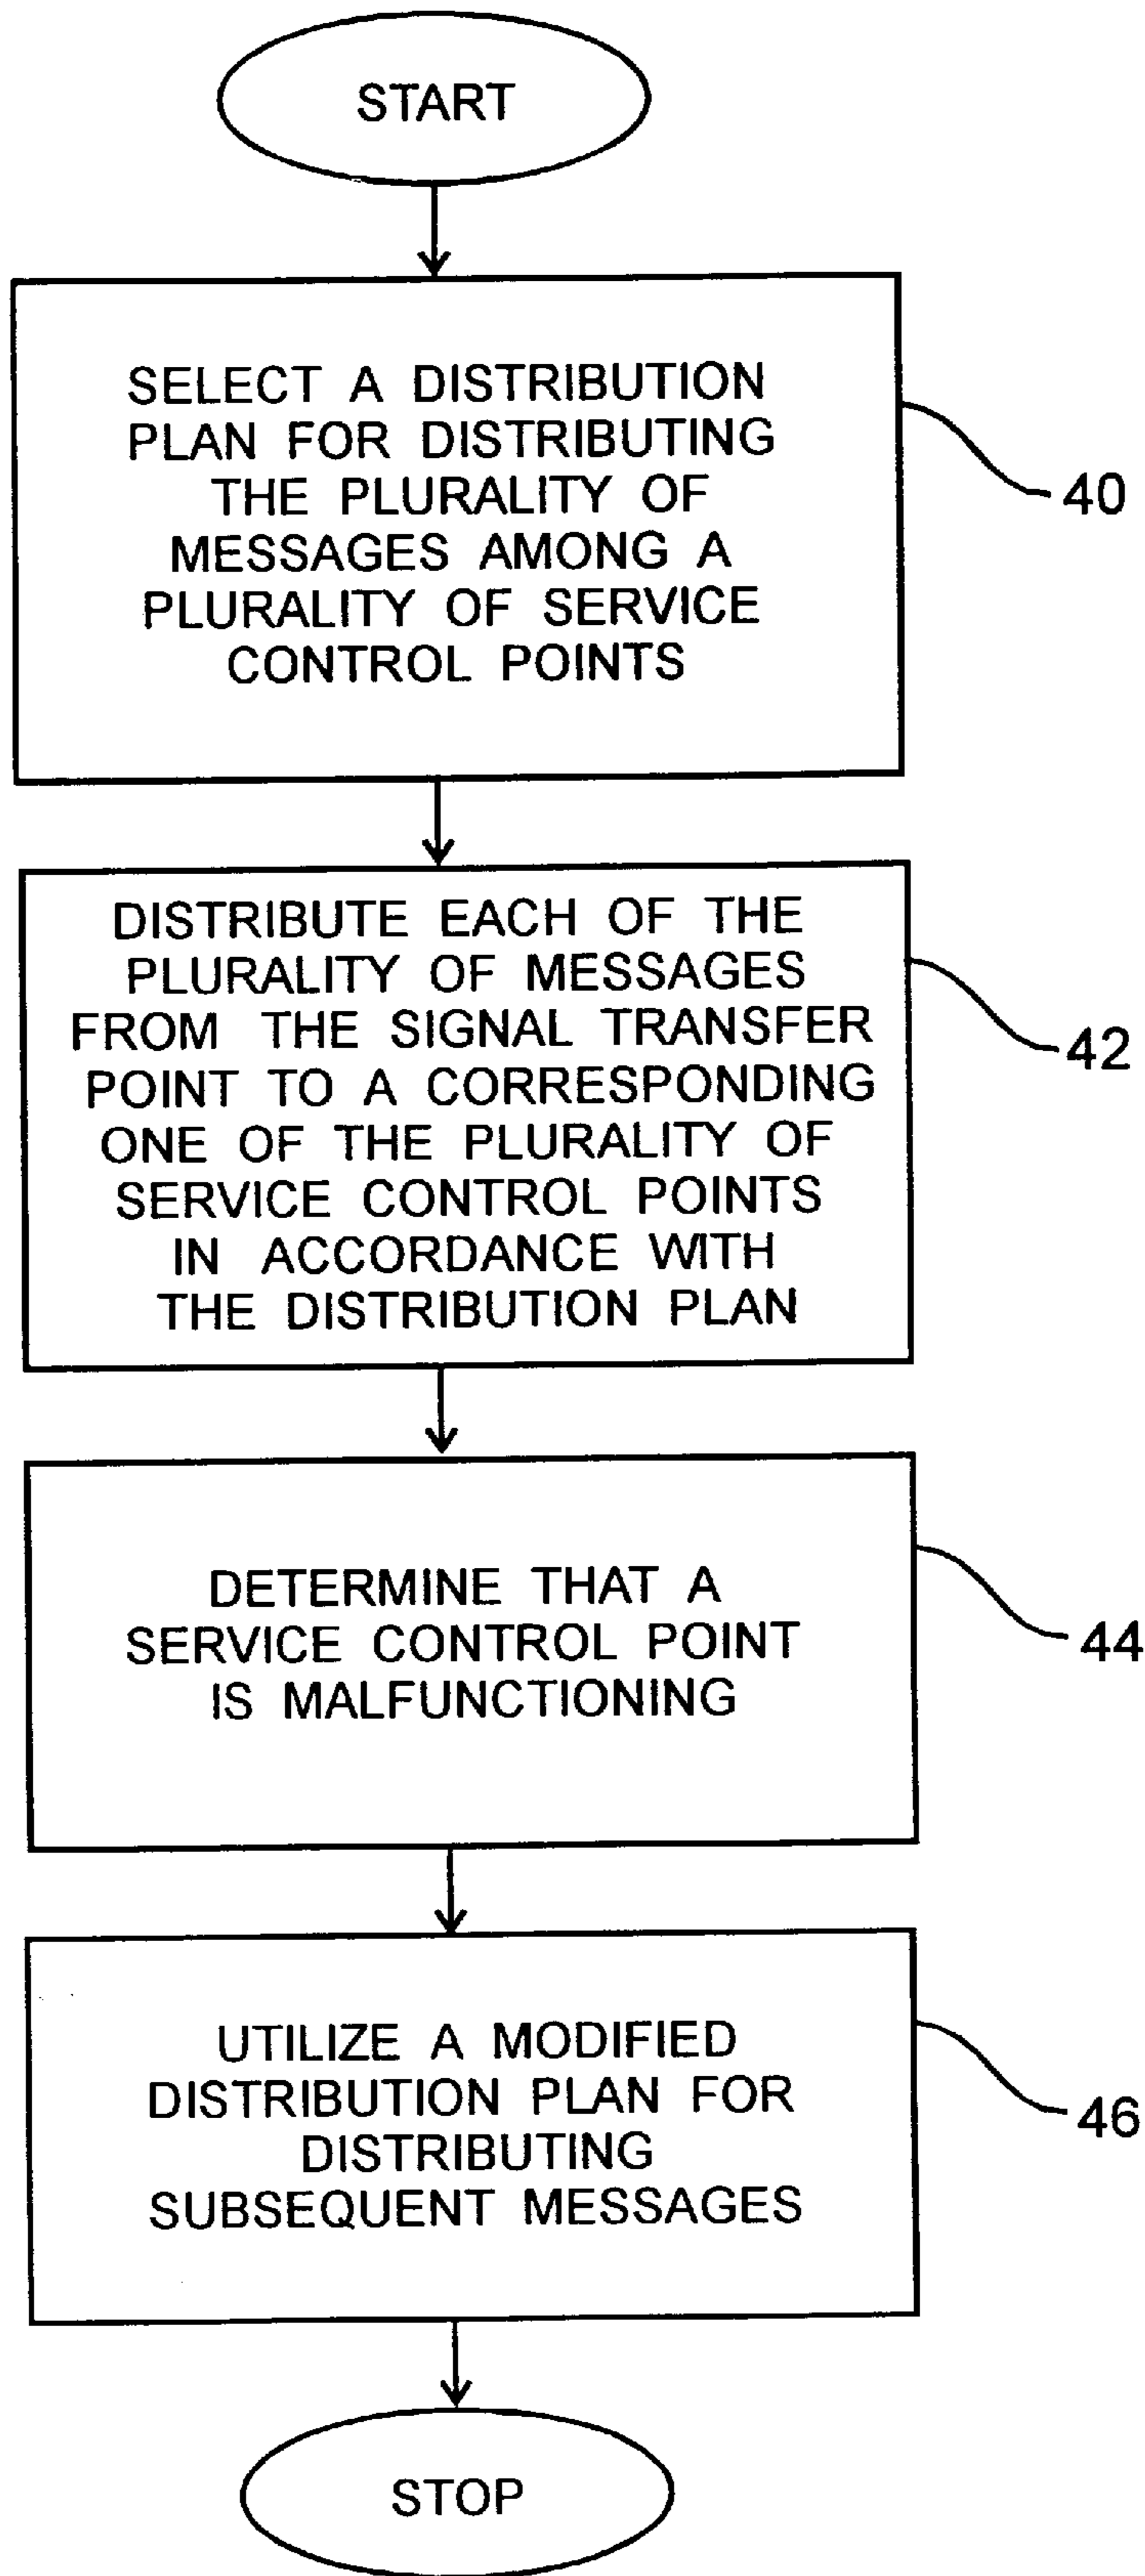 START
SELECT A DISTRIBUTION
PLAN FOR DISTRIBUTING
THE PLURALITY OF
MESSAGES AMONG A
PLURALITY OF SERVICE
CONTROL POINTS
40
DISTRIBUTE EACH OF THE
PLURALITY OF MESSAGES
FROM THE SIGNAL TRANSFER
POINT TO A CORRESPONDING
ONE OF THE PLURALITY OF
SERVICE CONTROL POINTS
IN ACCORDANCE WITH
THE DISTRIBUTION PLAN
42
DETERMINE THAT A
SERVICE CONTROL POINT
IS MALFUNCTIONING
44
UTILIZE A MODIFIED
DISTRIBUTION PLAN FOR
DISTRIBUTING
SUBSEQUENT MESSAGES
46
STOP